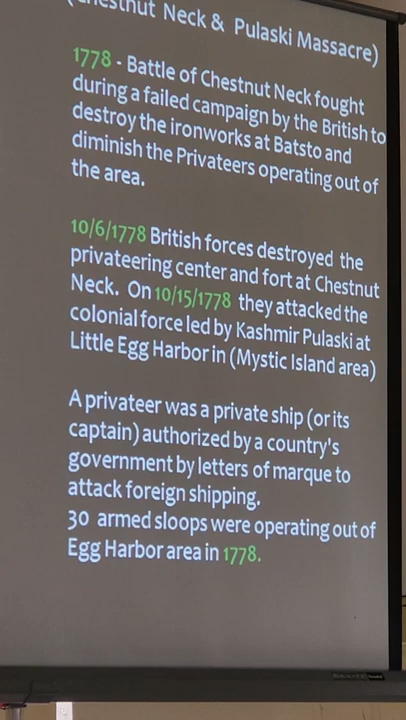 (Chestnut Neck & Pulaski Massacre)
1778 - Battle of Chestnut Neck fought
during a failed campaign by the British to
destroy the ironworks at Batsto and
diminish the Privateers operating out of
the area.
10/6/1778 British forces destroyed the
privateering center and fort at Chestnut
Neck. On 10/15/1778 they attacked the
colonial force led by Kashmir Pulaski at
Little Egg Harbor in (Mystic Island area)
A privateer was a private ship (or its
captain) authorized by a country's
government by letters of marque to
attack foreign shipping.
30 armed sloops were operating out of
Egg Harbor area in 1778.